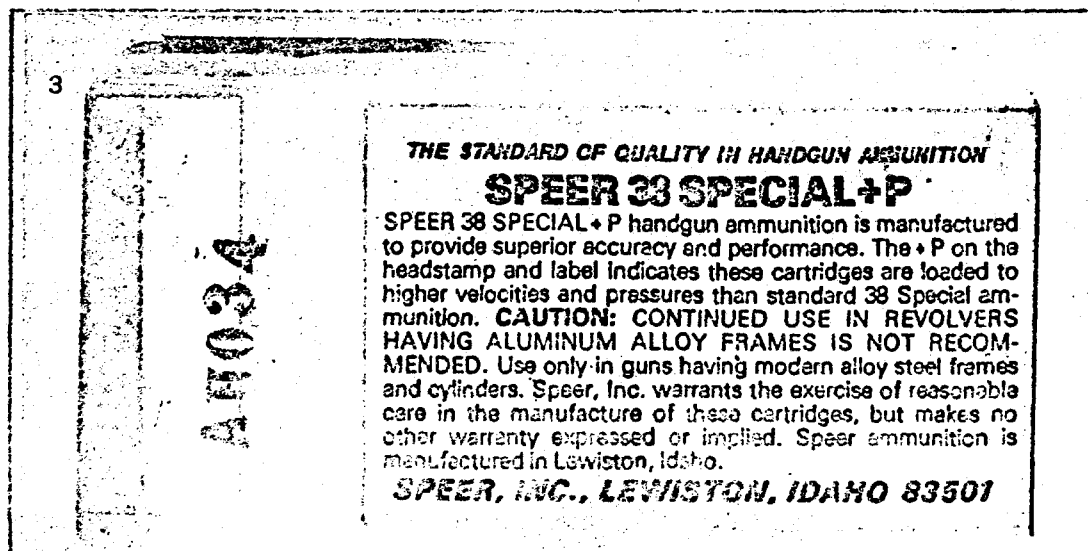 3
AH034
THE STANDARD OF QUALITY IN HANDGUN AMMUNITION
SPEER 38 SPECIAL+P
SPEER 38 SPECIAL+P handgun ammunition is manufactured
to provide superior accuracy and performance. The +P on the
headstamp and label indicates these cartridges are loaded to
higher velocities and pressures than standard 38 Special am-
munition. CAUTION: CONTINUED USE IN REVOLVERS
HAVING ALUMINUM ALLOY FRAMES IS NOT RECOM-
MENDED. Use only in guns having modern alloy steel frames
and cylinders. Speer, Inc. warrants the exercise of reasonable
care in the manufacture of these cartridges, but makes no
other warranty expressed or implied. Speer ammunition is
manufactured in Lewiston, Idaho.
SPEER, INC., LEWISTON, IDAHO 83501